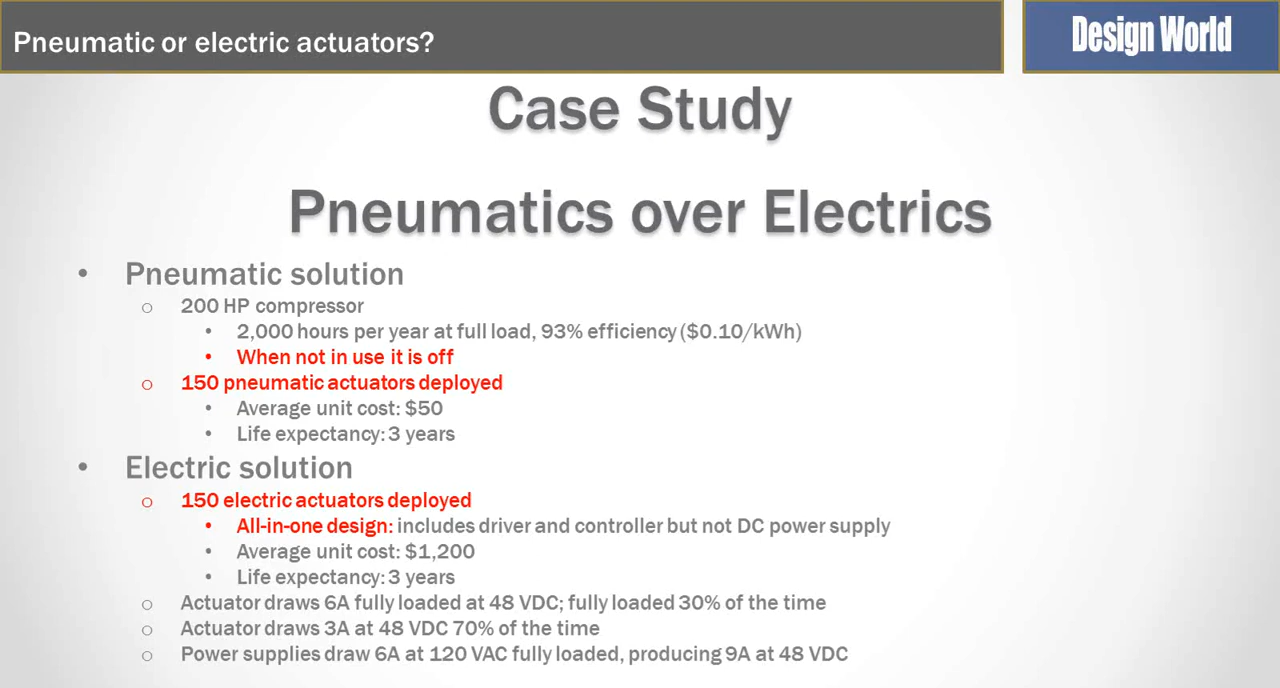 Pneumatic or electric actuators?
Design World
Case Study
Pneumatics over Electrics
• Pneumatic solution
o 200 HP compressor
• 2,000 hours per year at full load, 93% efficiency ($0.10/kWh)
• When not in use it is off
o 150 pneumatic actuators deployed
• Average unit cost: $50
• Life expectancy: 3 years
• Electric solution
o 150 electric actuators deployed
• All-in-one design: includes driver and controller but not DC power supply
• Average unit cost: $1,200
• Life expectancy: 3 years
o Actuator draws 6A fully loaded at 48 VDC; fully loaded 30% of the time
o Actuator draws 3A at 48 VDC 70% of the time
o Power supplies draw 6A at 120 VAC fully loaded, producing 9A at 48 VDC